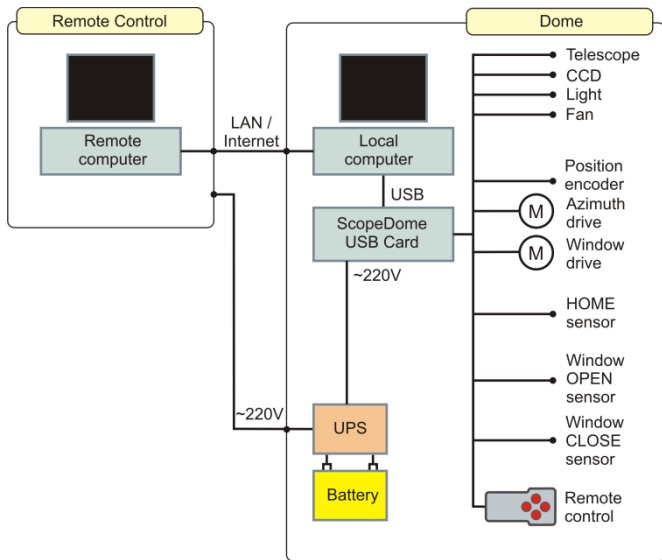 Remote Control
Dome
Remote
computer
LAN /
Internet
Local
computer
USB
ScopeDome
USB Card
~220V
~220V
UPS
Battery
Telescope
CCD
Light
Fan
Position
encoder
M
Azimuth
drive
M
Window
drive
HOME
sensor
Window
OPEN
sensor
Window
CLOSE
sensor
Remote
control